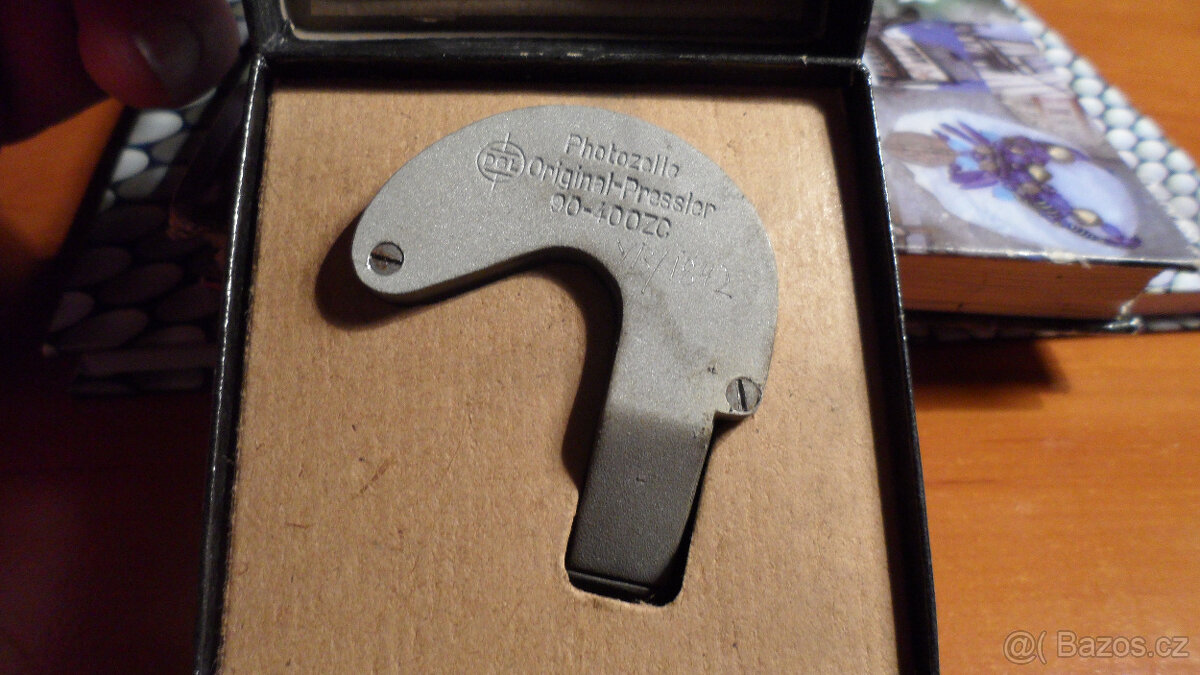 Photozelle
Original-Pressler
90-400ZC
@( Bazos.cz